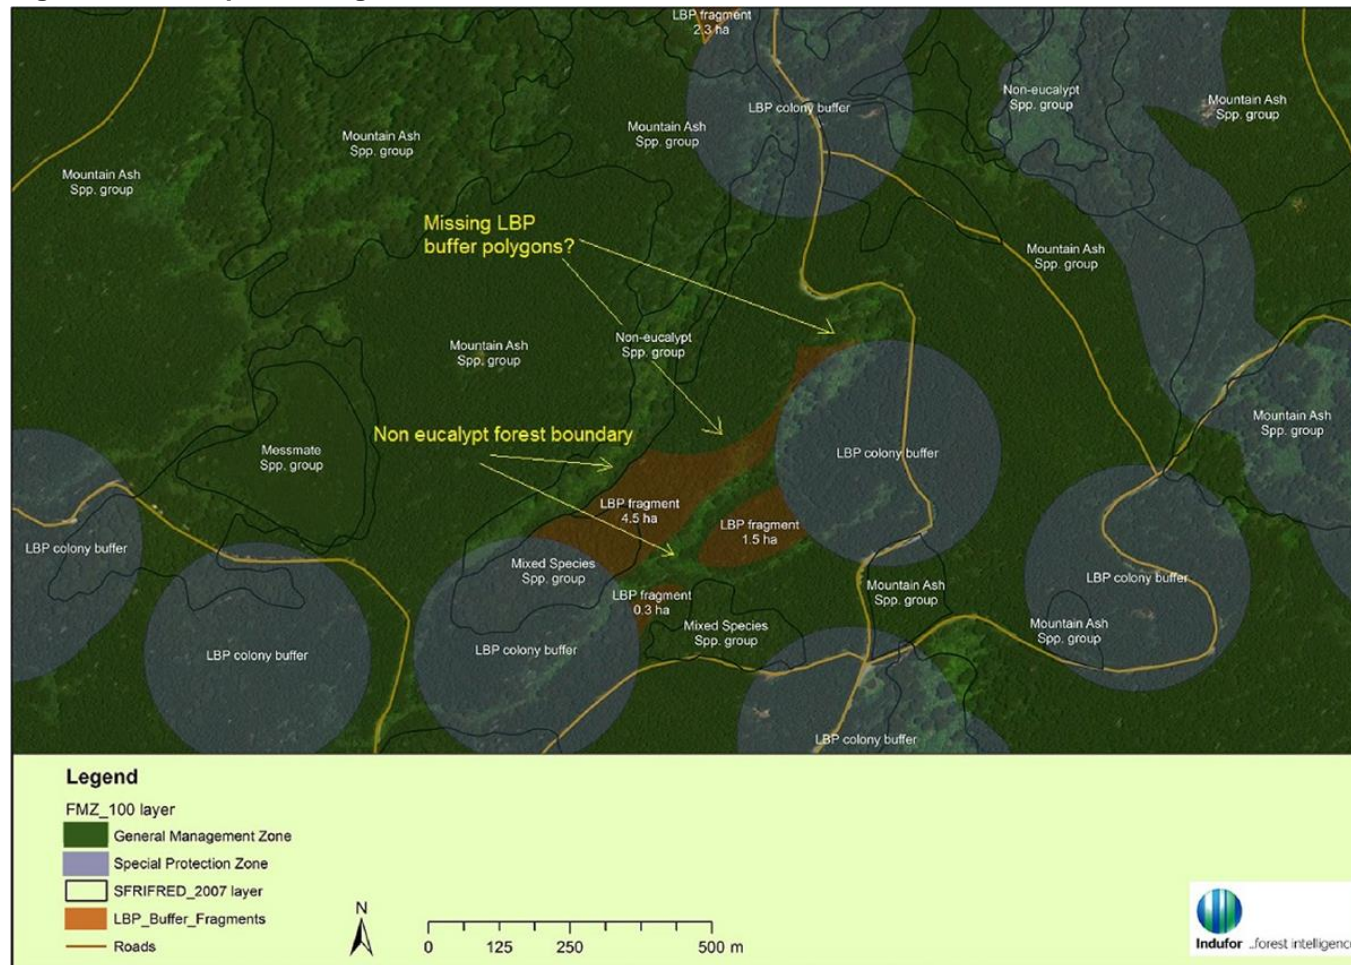 LBP fragment
2.3 ha
Non-eucalypt
Spp. group
Mountain Ash
Spp. group
LBP colony buffer
Mountain Ash
Spp. group
Mountain Ash
Spp. group
Mountain Ash
Spp. group
Missing LBP
buffer polygons?
Mountain Ash
Spp. group
Non-eucalypt
Spp. group
Mountain Ash
Spp. group
Mountain Ash
Spp. group
Non eucalypt forest boundary
Messmate
Spp. group
LBP colony buffer
LBP fragment
4.5 ha
LBP fragment
1.5 ha
LBP colony buffer
Mixed Species
Spp. group
LBP colony buffer
Mountain Ash
Spp. group
LBP fragment
0.3 ha
Mixed Species
Spp. group
Mountain Ash
Spp. group
LBP colony buffer
LBP colony buffer
LBP colony buffer
Legend
FMZ_100 layer
General Management Zone
Special Protection Zone
SFRIFRED_2007 layer
LBP_Buffer_Fragments
Roads
N
0 125 250 500 m
Indufor ..forest intelligence